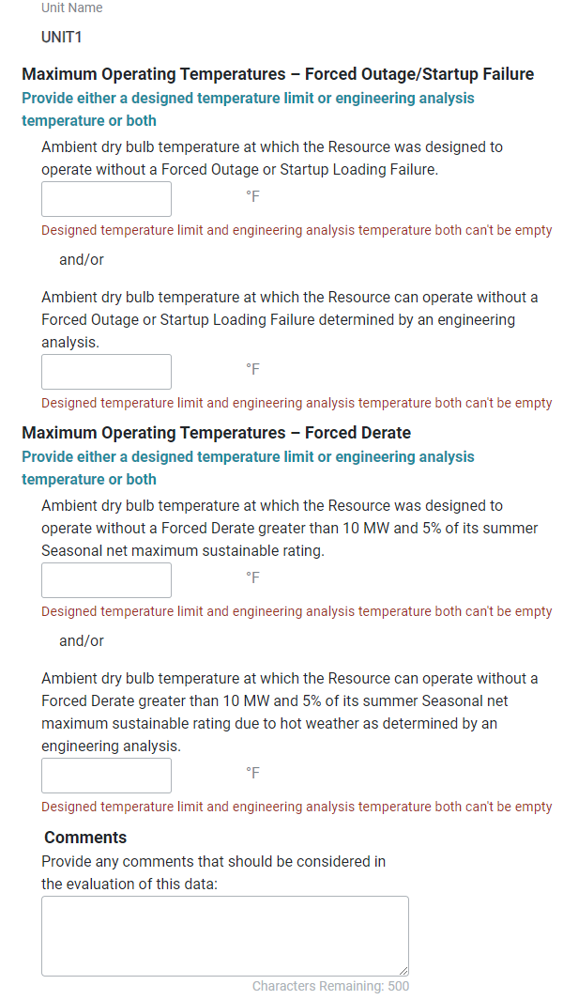 Unit Name
UNIT1
Maximum Operating Temperatures – Forced Outage/Startup Failure
Provide either a designed temperature limit or engineering analysis
temperature or both
Ambient dry bulb temperature at which the Resource was designed to
operate without a Forced Outage or Startup Loading Failure.
°F
Designed temperature limit and engineering analysis temperature both can't be empty
and/or
Ambient dry bulb temperature at which the Resource can operate without a
Forced Outage or Startup Loading Failure determined by an engineering
analysis.
°F
Designed temperature limit and engineering analysis temperature both can't be empty
Maximum Operating Temperatures – Forced Derate
Provide either a designed temperature limit or engineering analysis
temperature or both
Ambient dry bulb temperature at which the Resource was designed to
operate without a Forced Derate greater than 10 MW and 5% of its summer
Seasonal net maximum sustainable rating.
°F
Designed temperature limit and engineering analysis temperature both can't be empty
and/or
Ambient dry bulb temperature at which the Resource can operate without a
Forced Derate greater than 10 MW and 5% of its summer Seasonal net
maximum sustainable rating due to hot weather as determined by an
engineering analysis.
°F
Designed temperature limit and engineering analysis temperature both can't be empty
Comments
Provide any comments that should be considered in
the evaluation of this data:
Characters Remaining: 500